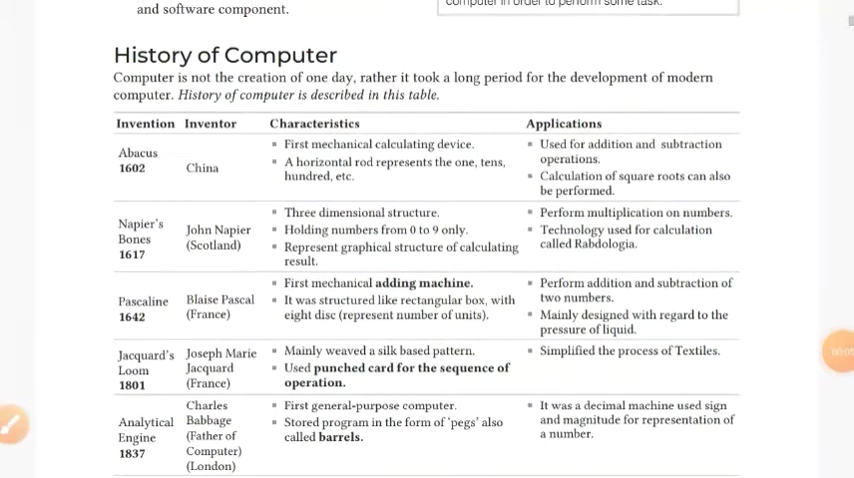 and software component.
computer in order to perform some task.
History of Computer
Computer is not the creation of one day, rather it took a long period for the development of modern
computer. History of computer is described in this table.
Invention Inventor Characteristics Applications
Abacus
1602
China
▪ First mechanical calculating device.
▪ A horizontal rod represents the one, tens,
hundred, etc.
▪ Used for addition and subtraction
operations.
▪ Calculation of square roots can also
be performed.
Napier's
Bones
1617
John Napier
(Scotland)
▪ Three dimensional structure.
▪ Holding numbers from 0 to 9 only.
▪ Represent graphical structure of calculating
result.
▪ Perform multiplication on numbers.
▪ Technology used for calculation
called Rabdologia.
Pascaline
1642
Blaise Pascal
(France)
▪ First mechanical adding machine.
▪ It was structured like rectangular box, with
eight disc (represent number of units).
▪ Perform addition and subtraction of
two numbers.
▪ Mainly designed with regard to the
pressure of liquid.
Jacquard's
Loom
1801
Joseph Marie
Jacquard
(France)
▪ Mainly weaved a silk based pattern.
▪ Used punched card for the sequence of
operation.
▪ Simplified the process of Textiles.
Analytical
Engine
1837
Charles
Babbage
(Father of
Computer)
(London)
▪ First general-purpose computer.
▪ Stored program in the form of 'pegs' also
called barrels.
▪ It was a decimal machine used sign
and magnitude for representation of
a number.